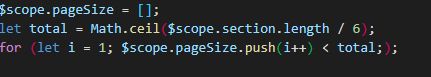 $scope.pageSize = [];
let total = Math.ceil($scope.section.length / 6);
for (let i = 1; $scope.pageSize.push(i++) < total;);